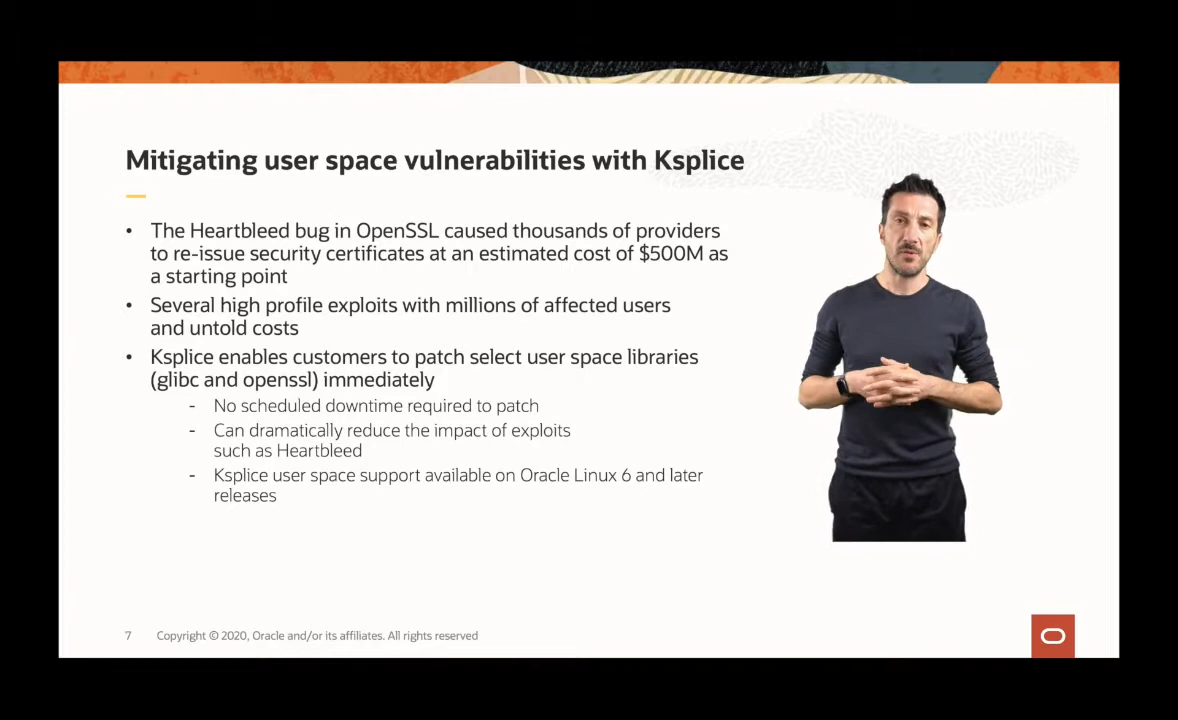 Mitigating user space vulnerabilities with Ksplice
• The Heartbleed bug in OpenSSL caused thousands of providers
to re-issue security certificates at an estimated cost of $500M as
a starting point
• Several high profile exploits with millions of affected users
and untold costs
• Ksplice enables customers to patch select user space libraries
(glibc and openssl) immediately
- No scheduled downtime required to patch
- Can dramatically reduce the impact of exploits
such as Heartbleed
- Ksplice user space support available on Oracle Linux 6 and later
releases
7 Copyright © 2020, Oracle and/or its affiliates. All rights reserved